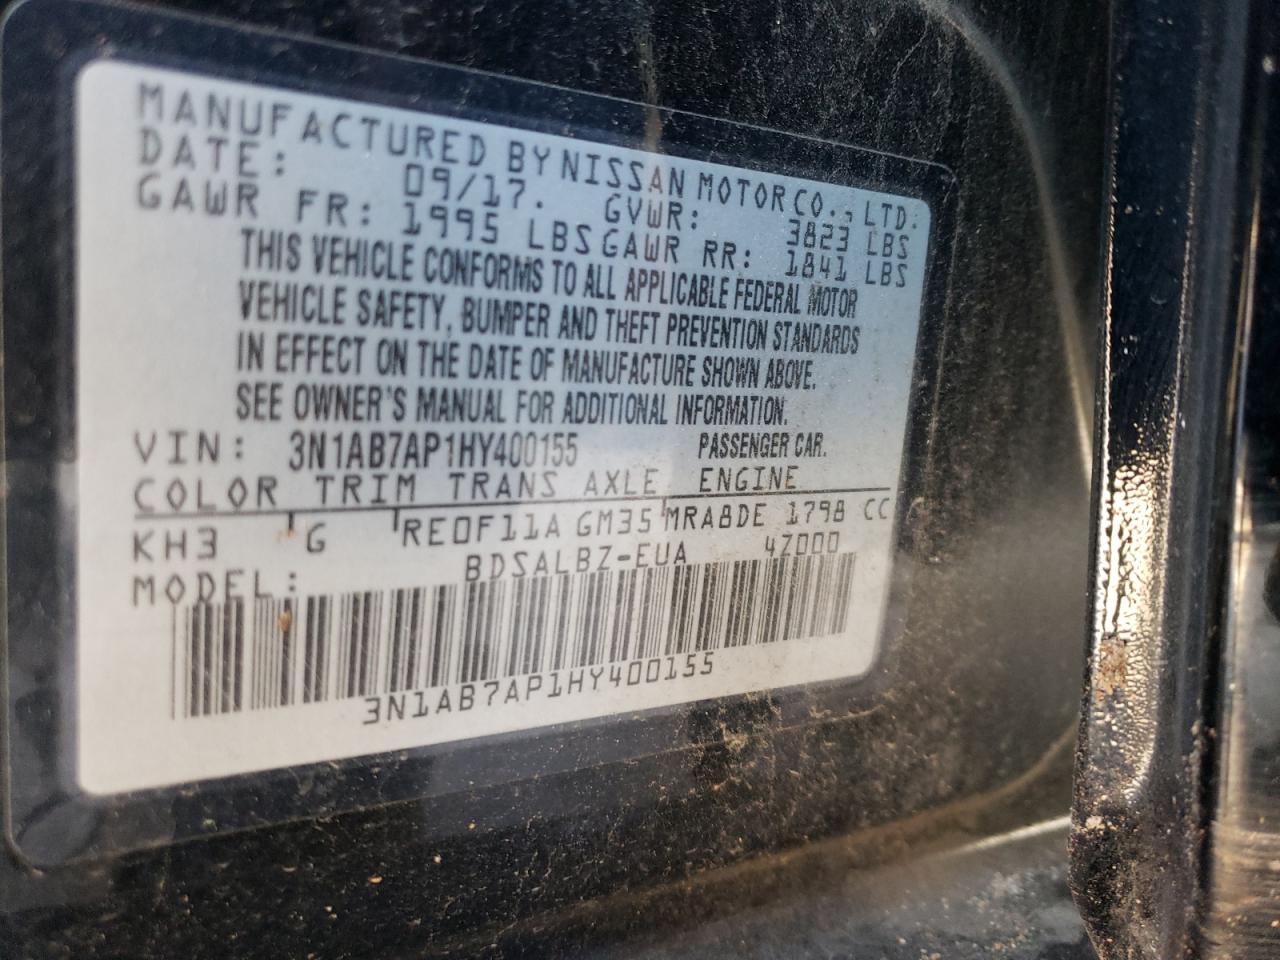 MANUFACTURED BY NISSAN MOTOR CO., LTD.
DATE: 09/17. GVWR: 3823 LBS
GAWR FR: 1995 LBS GAWR RR: 1841 LBS
THIS VEHICLE CONFORMS TO ALL APPLICABLE FEDERAL MOTOR
VEHICLE SAFETY, BUMPER AND THEFT PREVENTION STANDARDS
IN EFFECT ON THE DATE OF MANUFACTURE SHOWN ABOVE.
SEE OWNER'S MANUAL FOR ADDITIONAL INFORMATION.
VIN: 3N1AB7AP1HY400155 PASSENGER CAR.
COLOR TRIM TRANS AXLE ENGINE
KH3 G RE0F11A GM35 MRA8DE 1798 CC
MODEL: BDSALBZ-EUA 4Z000
3N1AB7AP1HY400155